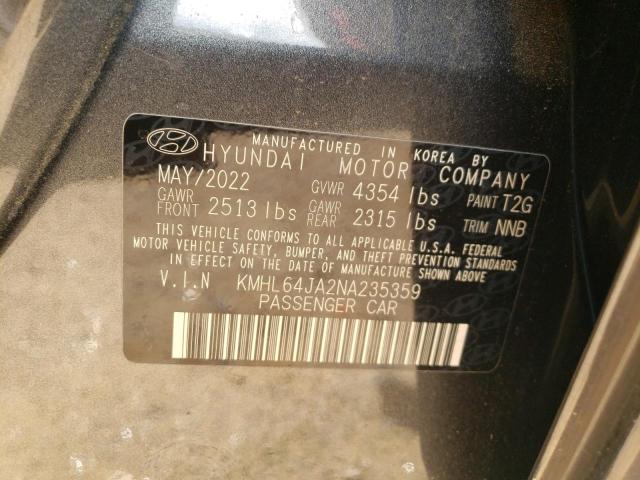 MANUFACTURED IN KOREA BY
HYUNDAI MOTOR COMPANY
MAY/2022 GVWR 4354 lbs PAINT T2G
GAWR FRONT 2513 lbs GAWR REAR 2315 lbs TRIM NNB
THIS VEHICLE CONFORMS TO ALL APPLICABLE U.S.A. FEDERAL
MOTOR VEHICLE SAFETY, BUMPER, AND THEFT PREVENTION STANDARDS
IN EFFECT ON THE DATE OF MANUFACTURE SHOWN ABOVE
V.I.N KMHL64JA2NA235359
PASSENGER CAR